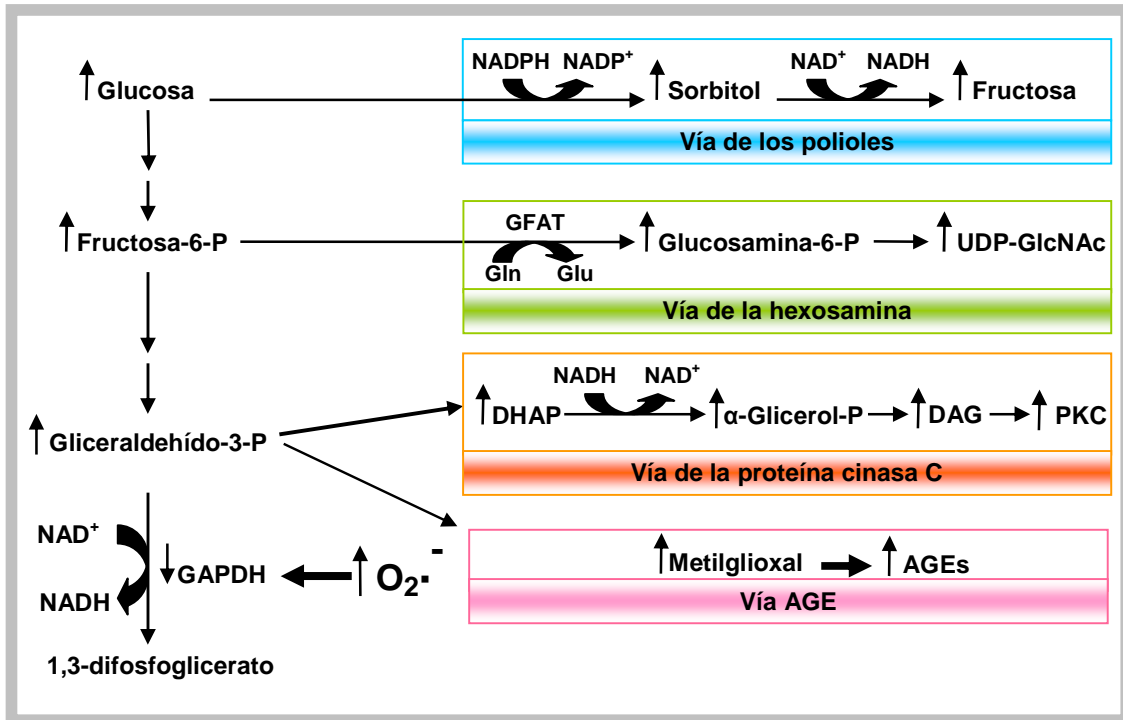 NADPH NADP+ NAD+ NADH
Glucosa Sorbitol Fructosa
Vía de los polioles
GFAT
Fructosa-6-P Glucosamina-6-P UDP-GlcNAc
Gln Glu
Vía de la hexosamina
NADH NAD+
DHAP α-Glicerol-P DAG PKC
Gliceraldehído-3-P
Vía de la proteína cinasa C
NAD+
GAPDH O2·-
NADH
Metilglioxal AGEs
Vía AGE
1,3-difosfoglicerato